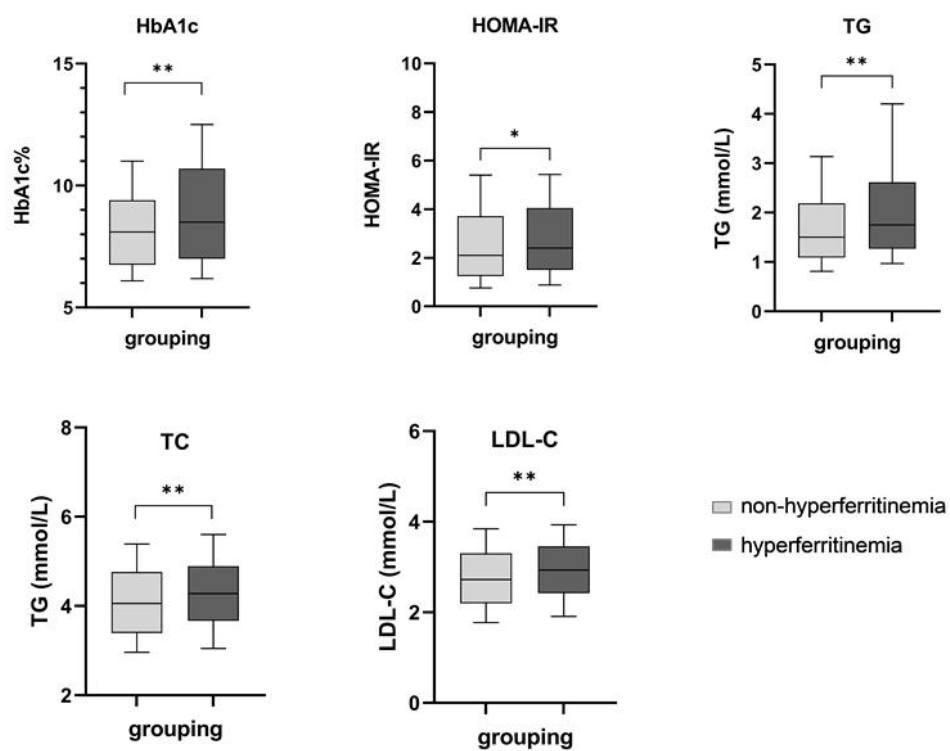 HbA1c
**
15
10
5
HbA1c%
grouping
HOMA-IR
*
10
8
6
4
2
0
HOMA-IR
grouping
TG
**
5
4
3
2
1
0
TG (mmol/L)
grouping
TC
**
8
6
4
2
TG (mmol/L)
grouping
LDL-C
**
6
4
2
0
LDL-C (mmol/L)
grouping
non-hyperferritinemia
hyperferritinemia